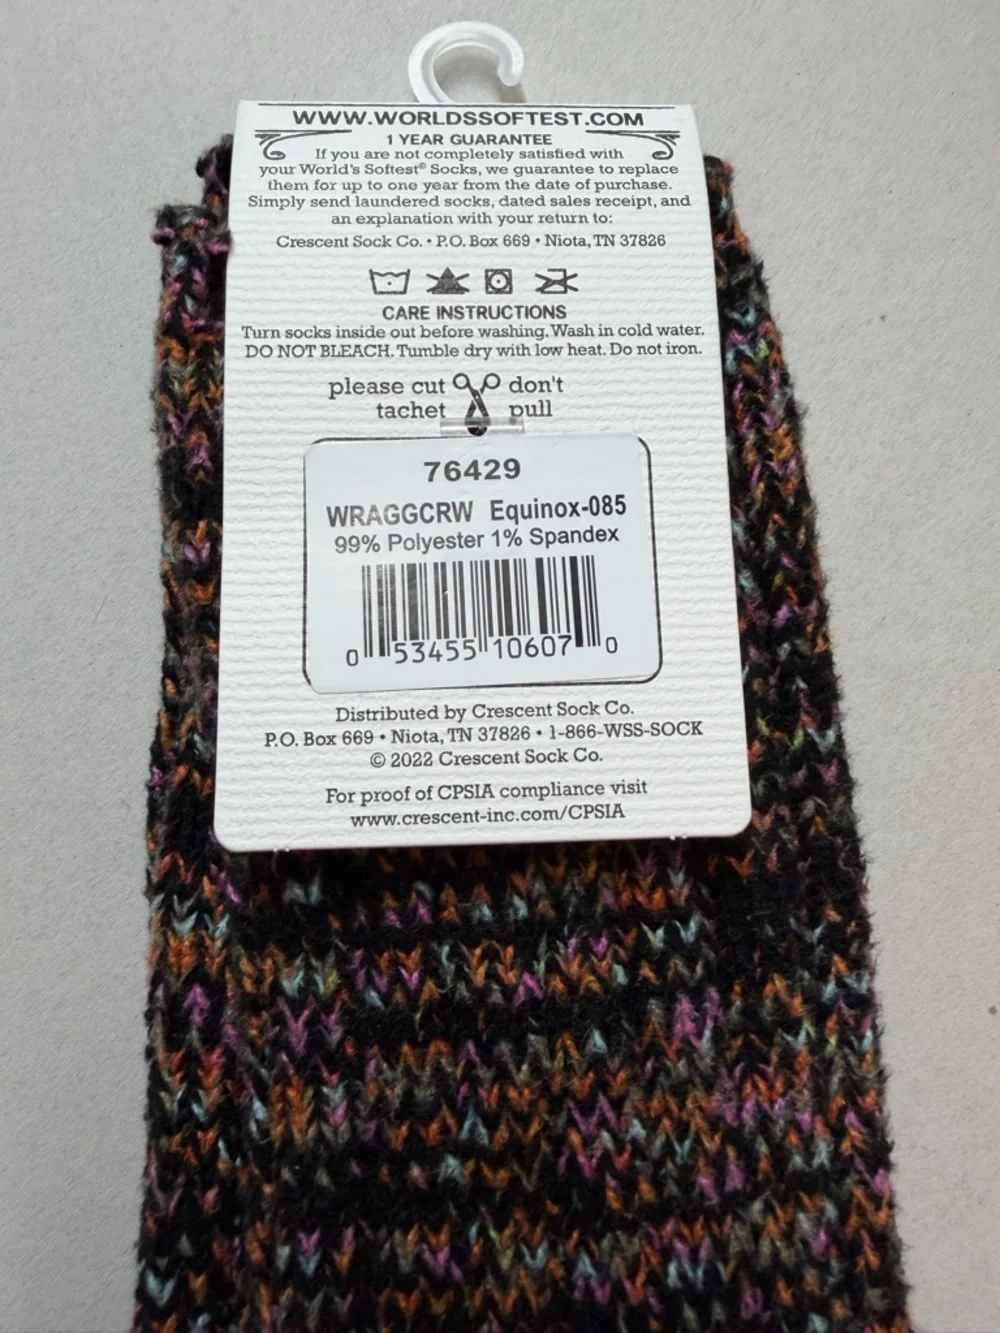 WWW.WORLDSSOFTEST.COM
1 YEAR GUARANTEE
If you are not completely satisfied with
your World's Softest® Socks, we guarantee to replace
them for up to one year from the date of purchase.
Simply send laundered socks, dated sales receipt, and
an explanation with your return to:
Crescent Sock Co. • P.O. Box 669 • Niota, TN 37826
CARE INSTRUCTIONS
Turn socks inside out before washing. Wash in cold water.
DO NOT BLEACH. Tumble dry with low heat. Do not iron.
please cut don't
tachet pull
76429
WRAGGCRW Equinox-085
99% Polyester 1% Spandex
0 53455 10607 0
Distributed by Crescent Sock Co.
P.O. Box 669 • Niota, TN 37826 • 1-866-WSS-SOCK
© 2022 Crescent Sock Co.
For proof of CPSIA compliance visit
www.crescent-inc.com/CPSIA